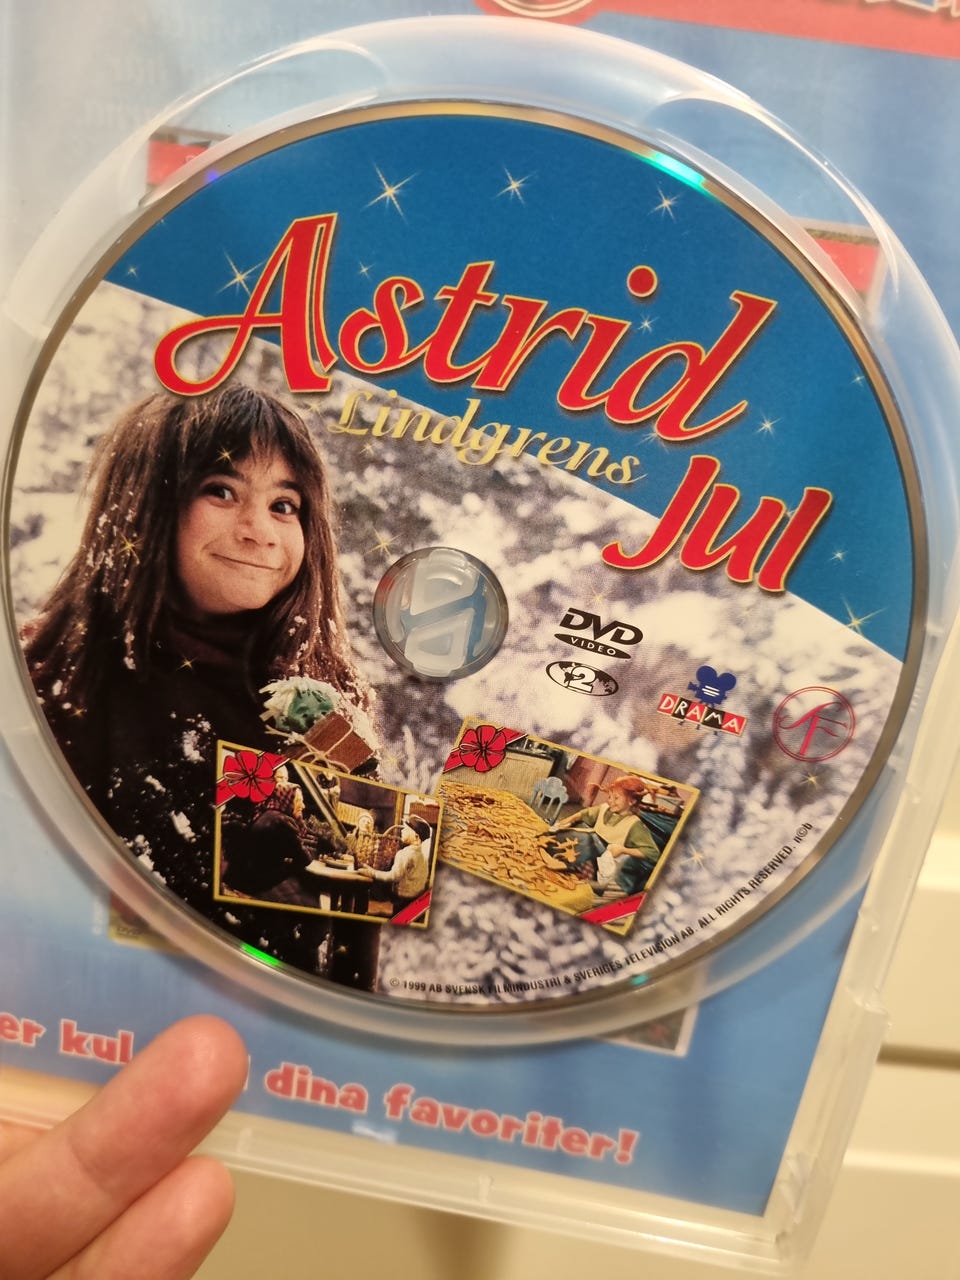 Astrid
Lindgrens
Jul
DVD
VIDEO
2
DRAMA
SF
© 1999 AB SVENSK FILMINDUSTRI & SVERIGES TELEVISION AB. ALL RIGHTS RESERVED. n©b
er kul
dina favoriter!